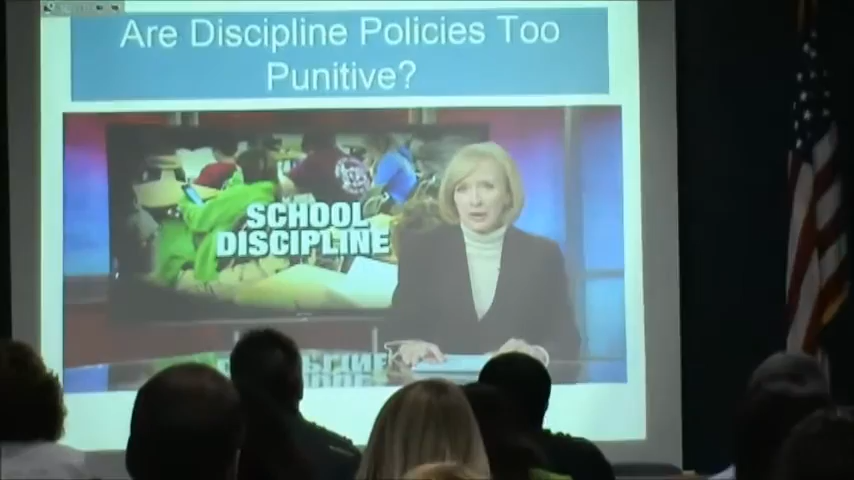 Are Discipline Policies Too
Punitive?
SCHOOL
DISCIPLINE